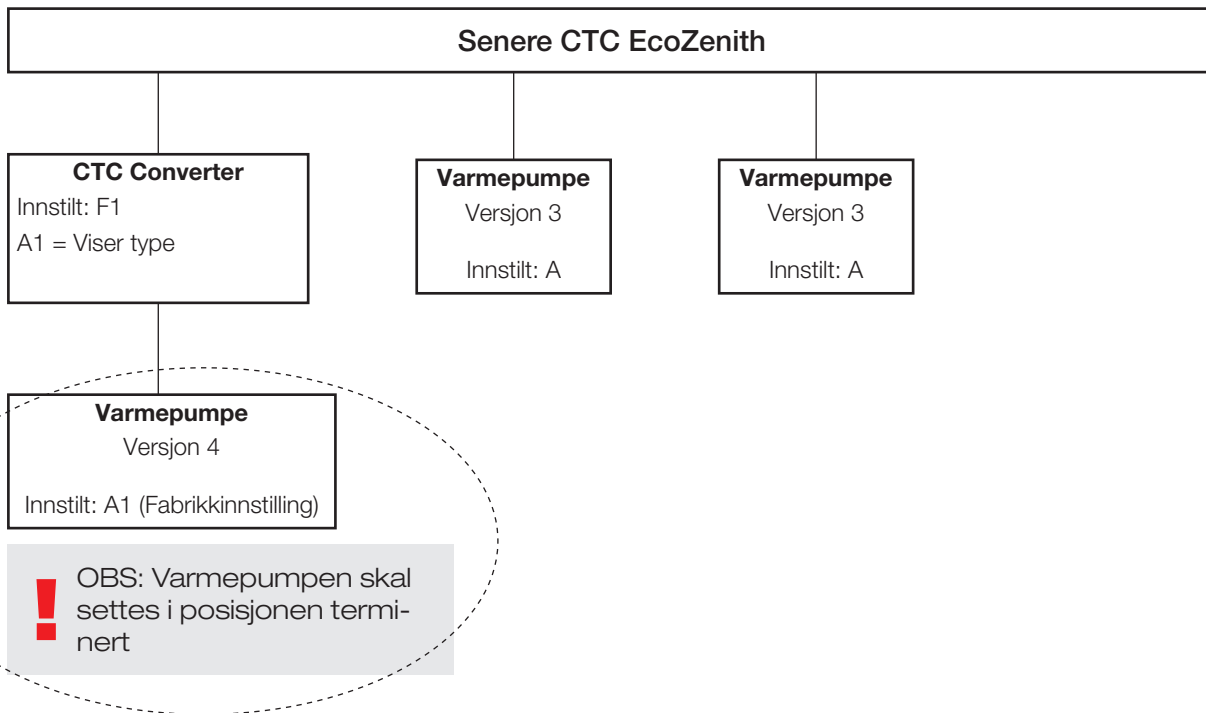 Senere CTC EcoZenith
CTC Converter
Innstilt: F1
A1 = Viser type
Varmepumpe
Versjon 3
Innstilt: A
Varmepumpe
Versjon 3
Innstilt: A
Varmepumpe
Versjon 4
Innstilt: A1 (Fabrikkinnstilling)
!
OBS: Varmepumpen skal
settes i posisjonen termi-
nert